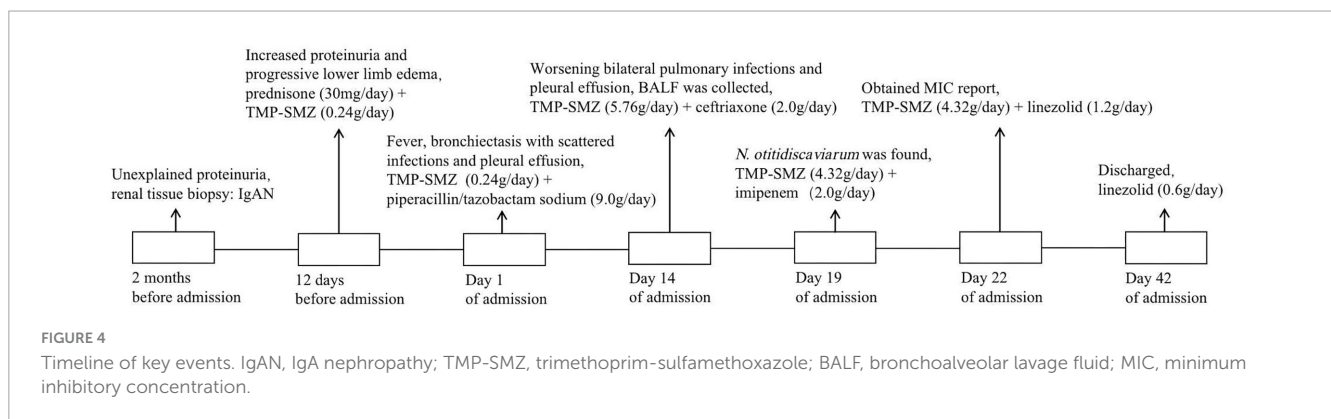 Unexplained proteinuria,
renal tissue biopsy: IgAN
2 months
before admission
Increased proteinuria and
progressive lower limb edema,
prednisone (30mg/day) +
TMP-SMZ (0.24g/day)
12 days
before admission
Fever, bronchiectasis with scattered
infections and pleural effusion,
TMP-SMZ (0.24g/day) +
piperacillin/tazobactam sodium (9.0g/day)
Day 1
of admission
Worsening bilateral pulmonary infections and
pleural effusion, BALF was collected,
TMP-SMZ (5.76g/day) + ceftriaxone (2.0g/day)
Day 14
of admission
N. otitidiscaviarum was found,
TMP-SMZ (4.32g/day) +
imipenem (2.0g/day)
Day 19
of admission
Obtained MIC report,
TMP-SMZ (4.32g/day) + linezolid (1.2g/day)
Day 22
of admission
Discharged,
linezolid (0.6g/day)
Day 42
of admission
FIGURE 4
Timeline of key events. IgAN, IgA nephropathy; TMP-SMZ, trimethoprim-sulfamethoxazole; BALF, bronchoalveolar lavage fluid; MIC, minimum
inhibitory concentration.